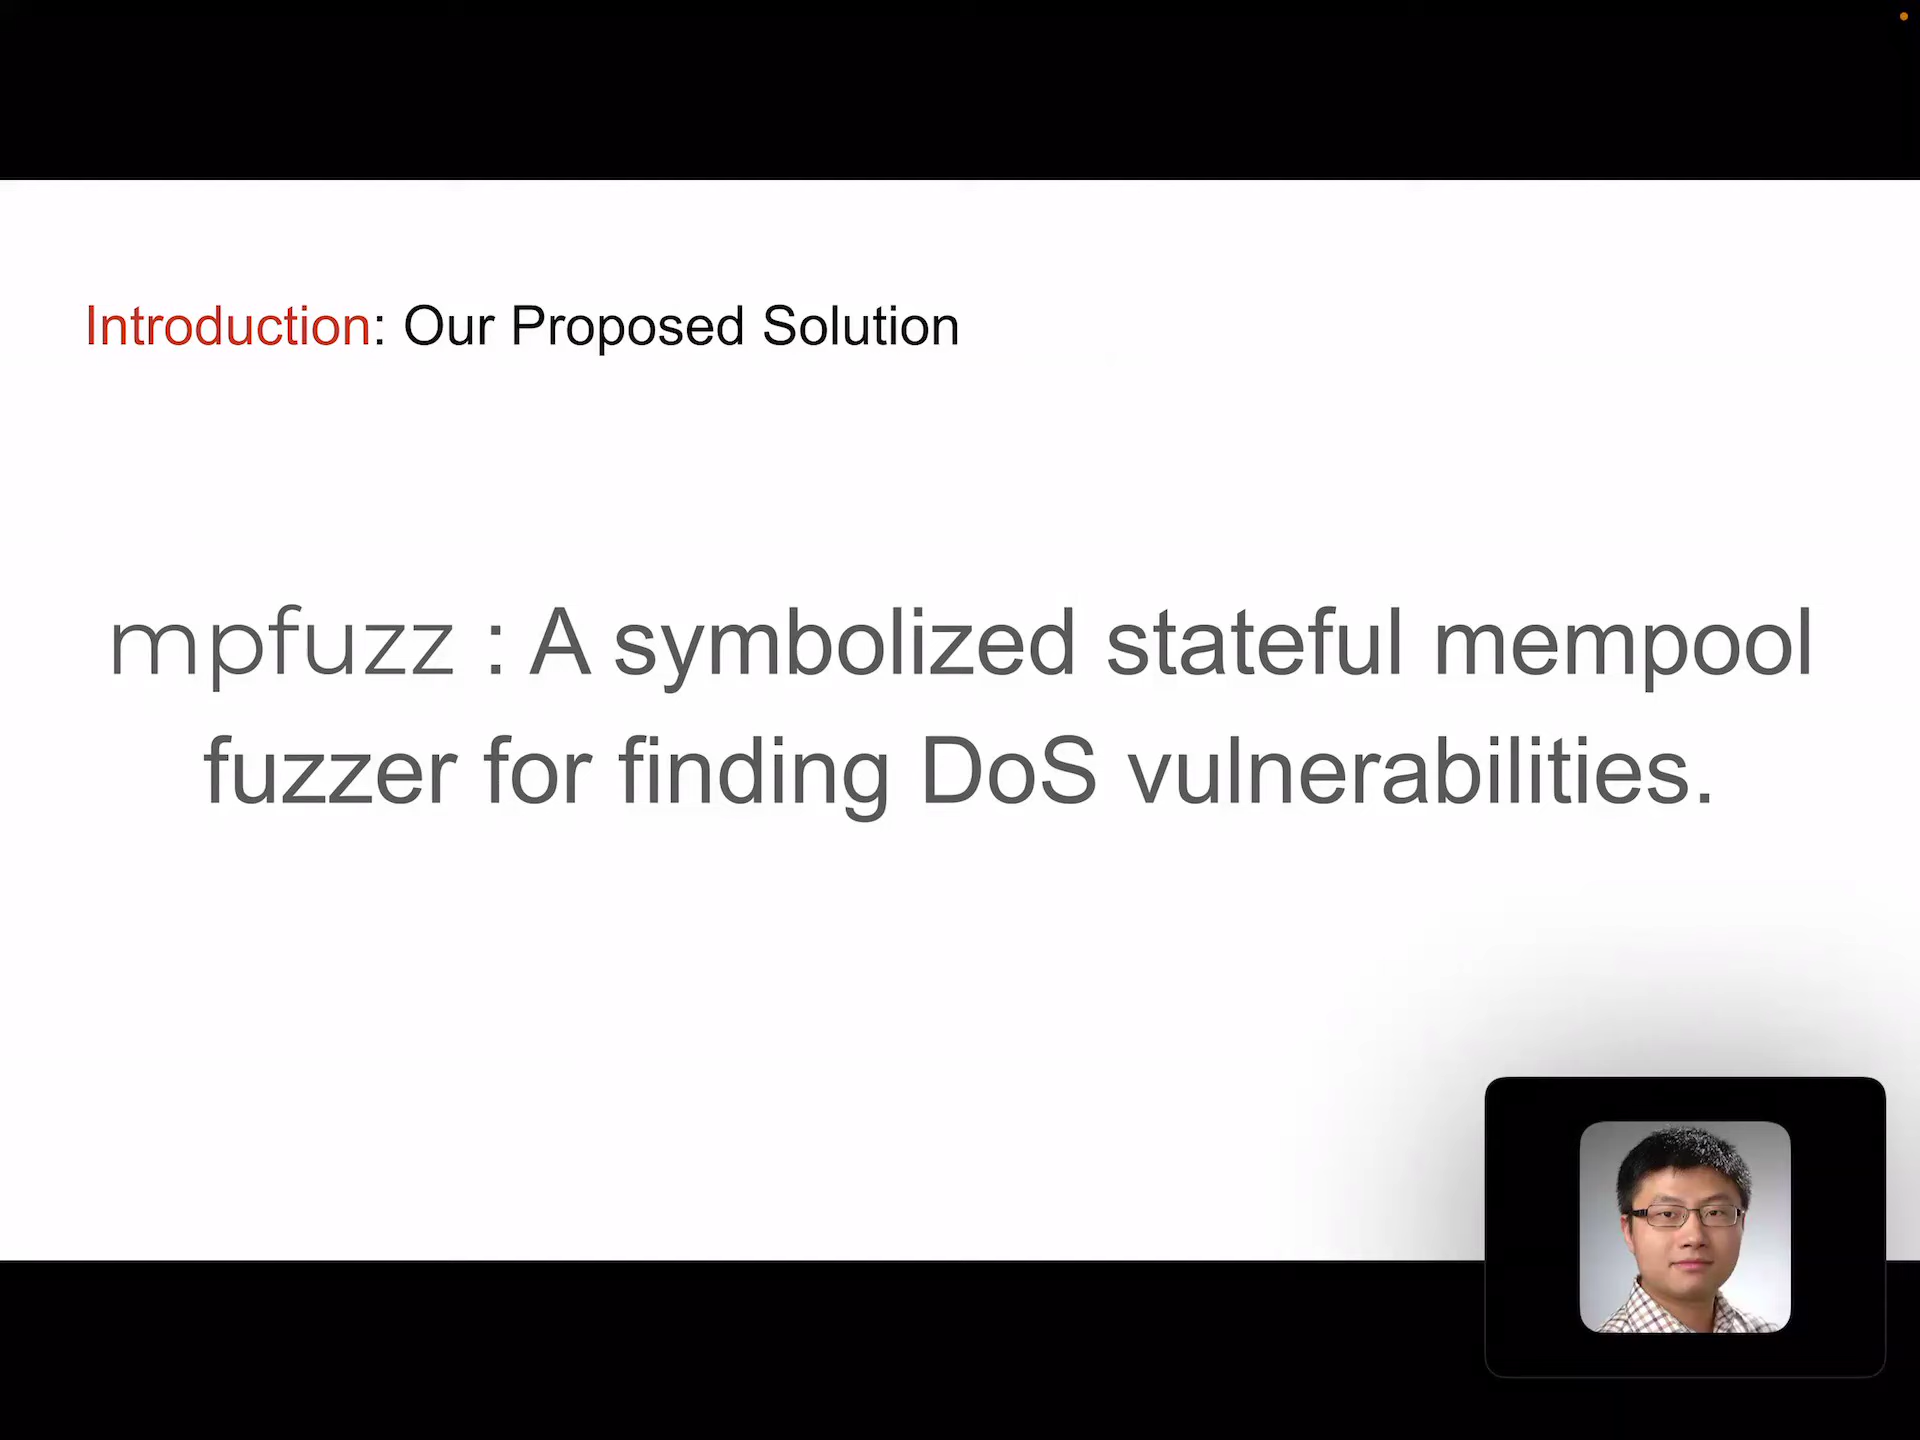 Introduction: Our Proposed Solution
mpfuzz : A symbolized stateful mempool
fuzzer for finding DoS vulnerabilities.